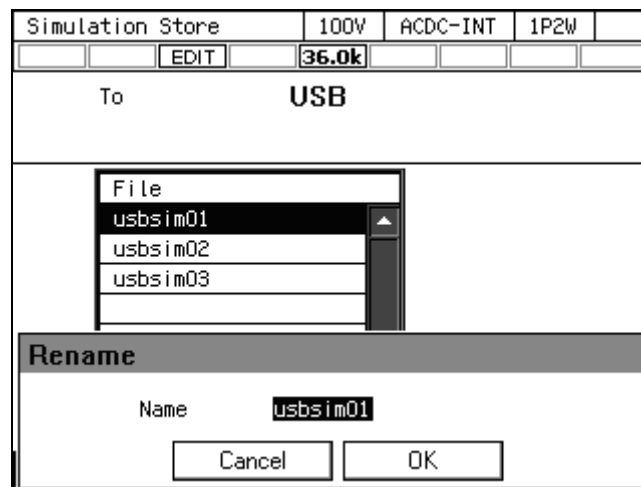 Simulation Store 100V ACDC-INT 1P2W
EDIT 36.0k
To USB
File
usbsim01
usbsim02
usbsim03
Rename
Name usbsim01
Cancel OK